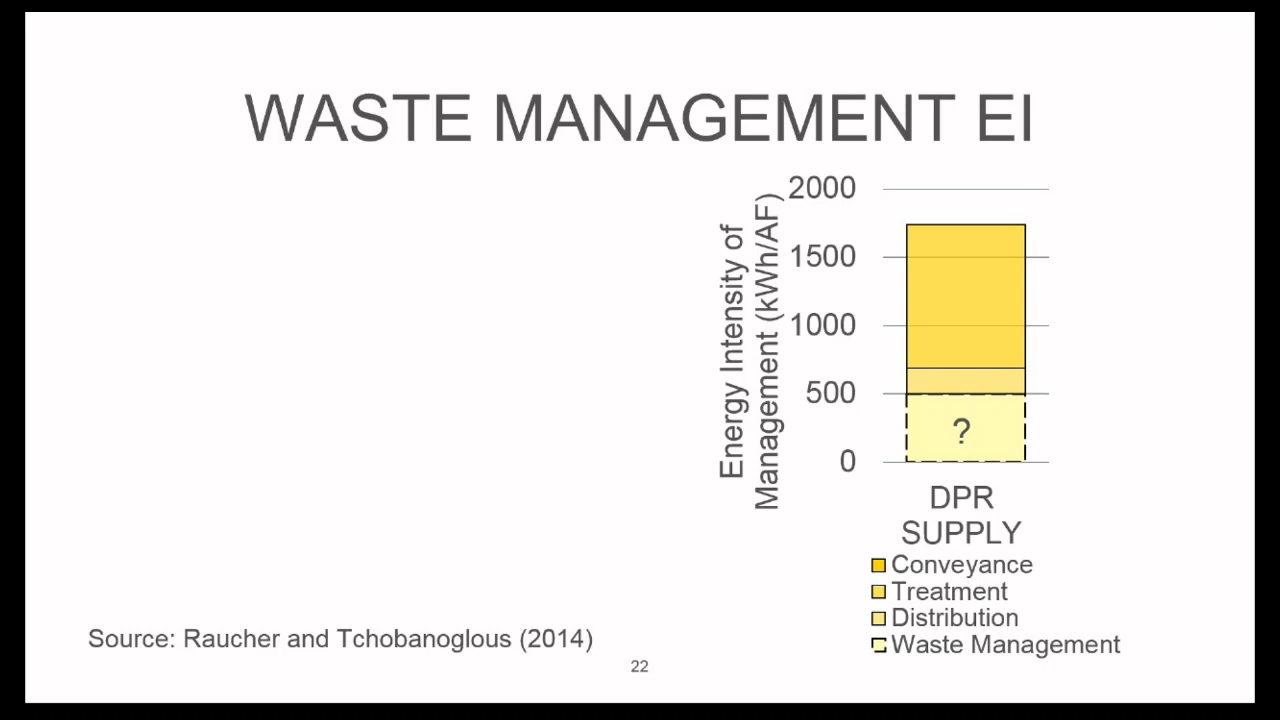 WASTE MANAGEMENT EI
Energy Intensity of
Management (kWh/AF)
2000
1500
1000
500
0
?
DPR
SUPPLY
Conveyance
Treatment
Distribution
Waste Management
Source: Raucher and Tchobanoglous (2014)
22